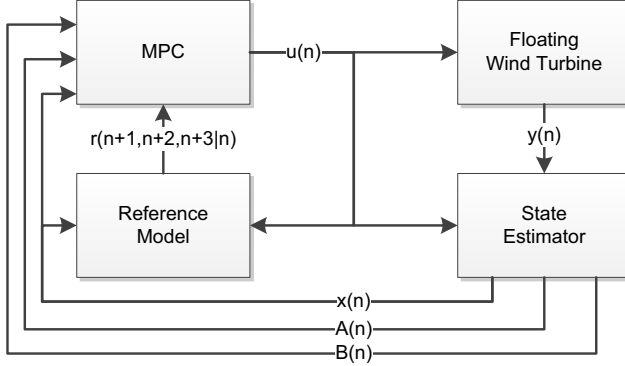 MPC
u(n)
Floating
Wind Turbine
r(n+1,n+2,n+3|n)
y(n)
Reference
Model
State
Estimator
x(n)
A(n)
B(n)